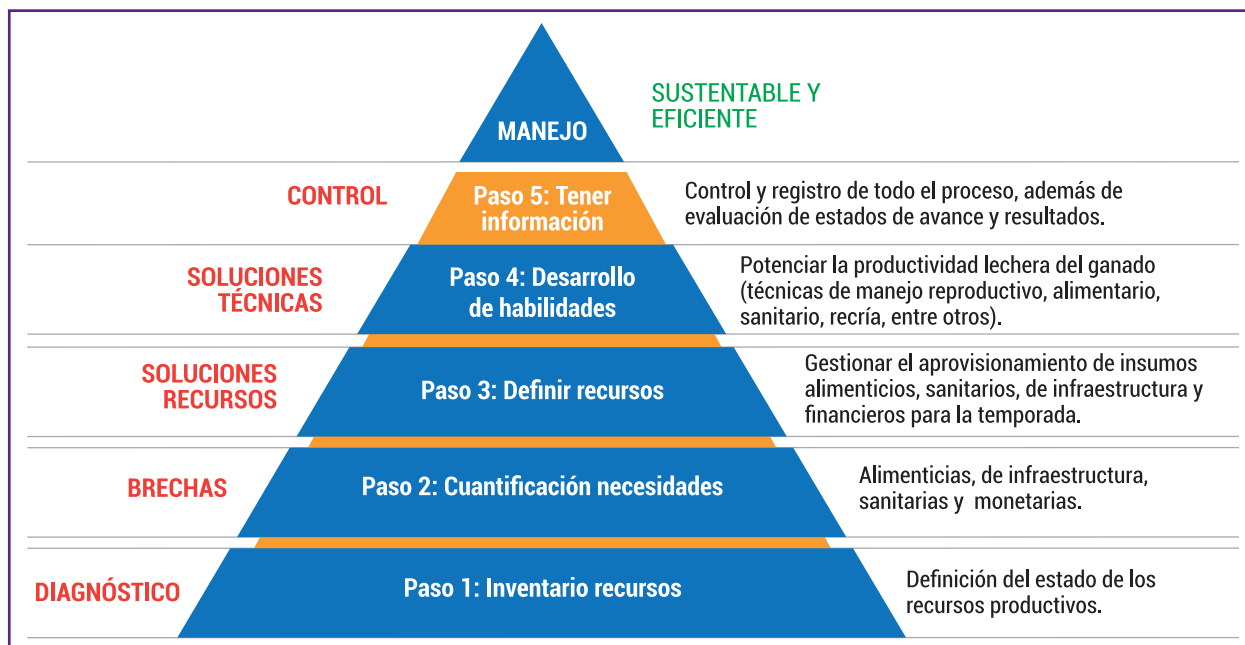 MANEJO
SUSTENTABLE Y
EFICIENTE
CONTROL
Paso 5: Tener
información
Control y registro de todo el proceso, además de
evaluación de estados de avance y resultados.
SOLUCIONES
TÉCNICAS
Paso 4: Desarrollo
de habilidades
Potenciar la productividad lechera del ganado
(técnicas de manejo reproductivo, alimentario,
sanitario, recría, entre otros).
SOLUCIONES
RECURSOS
Paso 3: Definir recursos
Gestionar el aprovisionamiento de insumos
alimenticios, sanitarios, de infraestructura y
financieros para la temporada.
BRECHAS
Paso 2: Cuantificación necesidades
Alimenticias, de infraestructura,
sanitarias y monetarias.
DIAGNÓSTICO
Paso 1: Inventario recursos
Definición del estado de los
recursos productivos.